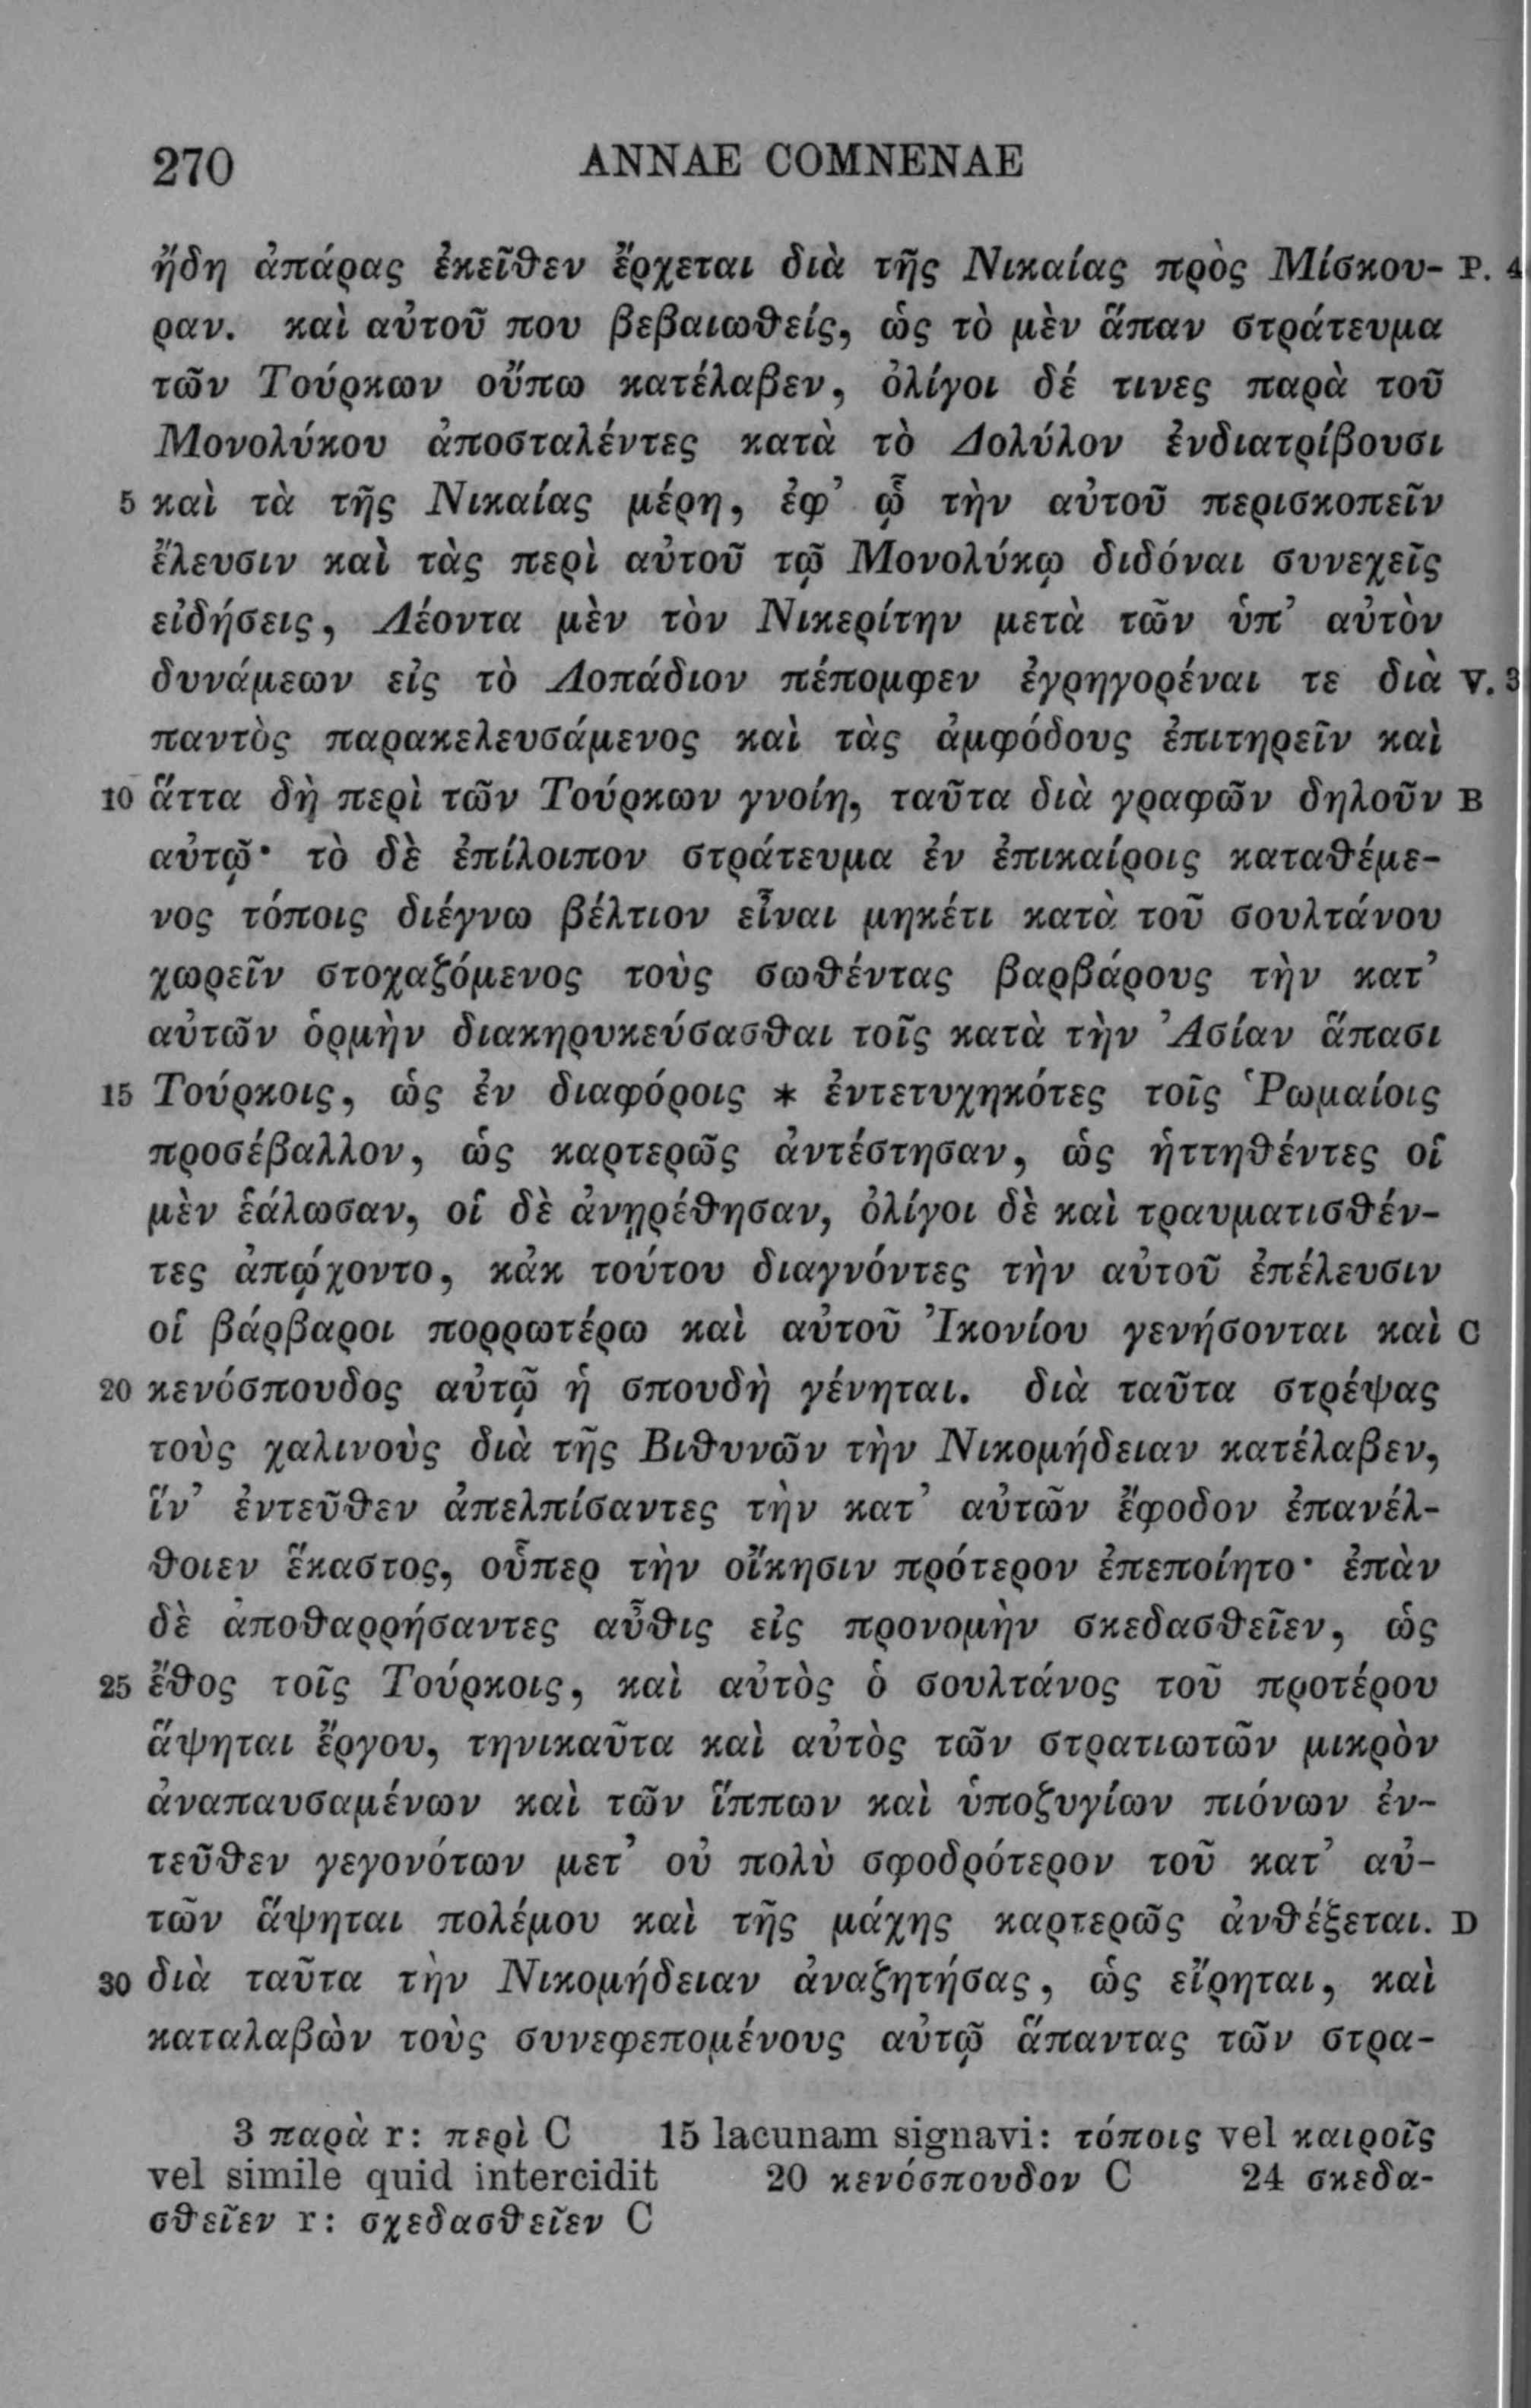 270 ANNAE COMNENAE
ἤδη ἀπάρας ἐκεῖθεν ἔρχεται διὰ τῆς Νικαίας πρὸς Μίσκου- P. 4
ραν. καὶ αὐτοῦ που βεβαιωθείς, ὡς τὸ μὲν ἅπαν στράτευμα
τῶν Τούρκων οὔπω κατέλαβεν, ὀλίγοι δέ τινες παρὰ τοῦ
Μονολύκου ἀποσταλέντες κατὰ τὸ Δολύλον ἐνδιατρίβουσι
5 καὶ τὰ τῆς Νικαίας μέρη, ἐφ’ ᾧ τὴν αὐτοῦ περισκοπεῖν
ἔλευσιν καὶ τὰς περὶ αὐτοῦ τῷ Μονολύκῳ διδόναι συνεχεῖς
εἰδήσεις, Λέοντα μὲν τὸν Νικερίτην μετὰ τῶν ὑπ’ αὐτὸν
δυνάμεων εἰς τὸ Λοπάδιον πέπομφεν ἐγρηγορέναι τε διὰ V. 3
παντὸς παρακελευσάμενος καὶ τὰς ἀμφόδους ἐπιτηρεῖν καὶ
10 ἅττα δὴ περὶ τῶν Τούρκων γνοίη, ταῦτα διὰ γραφῶν δηλοῦν B
αὐτῷ· τὸ δὲ ἐπίλοιπον στράτευμα ἐν ἐπικαίροις καταθέμε-
νος τόποις διέγνω βέλτιον εἶναι μηκέτι κατὰ τοῦ σουλτάνου
χωρεῖν στοχαζόμενος τοὺς σωθέντας βαρβάρους τὴν κατ’
αὐτῶν ὁρμὴν διακηρυκεύσασθαι τοῖς κατὰ τὴν Ἀσίαν ἅπασι
15 Τούρκοις, ὡς ἐν διαφόροις * ἐντετυχηκότες τοῖς Ῥωμαίοις
προσέβαλλον, ὡς καρτερῶς ἀντέστησαν, ὡς ἡττηθέντες οἱ
μὲν ἑάλωσαν, οἱ δὲ ἀνῃρέθησαν, ὀλίγοι δὲ καὶ τραυματισθέν-
τες ἀπῴχοντο, κἀκ τούτου διαγνόντες τὴν αὐτοῦ ἐπέλευσιν
οἱ βάρβαροι πορρωτέρω καὶ αὐτοῦ Ἰκονίου γενήσονται καὶ C
20 κενόσπουδος αὐτῷ ἡ σπουδὴ γένηται. διὰ ταῦτα στρέψας
τοὺς χαλινοὺς διὰ τῆς Βιθυνῶν τὴν Νικομήδειαν κατέλαβεν,
ἵν’ ἐντεῦθεν ἀπελπίσαντες τὴν κατ’ αὐτῶν ἔφοδον ἐπανέλ-
θοιεν ἕκαστος, οὗπερ τὴν οἴκησιν πρότερον ἐπεποίητο· ἐπὰν
δὲ ἀποθαρρήσαντες αὖθις εἰς προνομὴν σκεδασθεῖεν, ὡς
25 ἔθος τοῖς Τούρκοις, καὶ αὐτὸς ὁ σουλτάνος τοῦ προτέρου
ἅψηται ἔργου, τηνικαῦτα καὶ αὐτὸς τῶν στρατιωτῶν μικρὸν
ἀναπαυσαμένων καὶ τῶν ἵππων καὶ ὑποζυγίων πιόνων ἐν-
τεῦθεν γεγονότων μετ’ οὐ πολὺ σφοδρότερον τοῦ κατ’ αὐ-
τῶν ἅψηται πολέμου καὶ τῆς μάχης καρτερῶς ἀνθέξεται. D
30 διὰ ταῦτα τὴν Νικομήδειαν ἀναζητήσας, ὡς εἴρηται, καὶ
καταλαβὼν τοὺς συνεφεπομένους αὐτῷ ἅπαντας τῶν στρα-
3 παρὰ r: περὶ C 15 lacunam signavi: τόποις vel καιροῖς
vel simile quid intercidit 20 κενόσπουδον C 24 σκεδα-
σθεῖεν r: σχεδασθεῖεν C